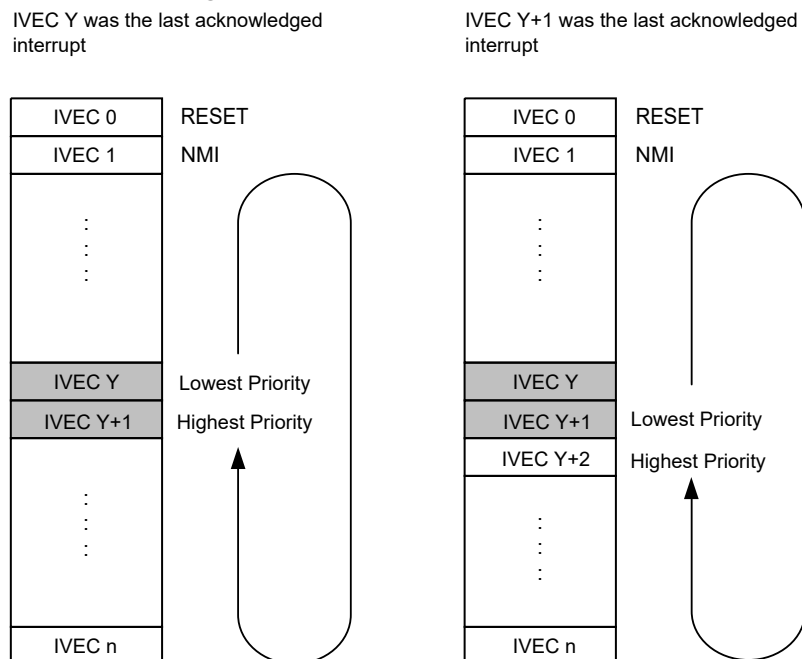 IVEC Y was the last acknowledged
interrupt
IVEC 0 RESET
IVEC 1 NMI
IVEC Y Lowest Priority
IVEC Y+1 Highest Priority
IVEC n
IVEC Y+1 was the last acknowledged
interrupt
IVEC 0 RESET
IVEC 1 NMI
IVEC Y
IVEC Y+1 Lowest Priority
IVEC Y+2 Highest Priority
IVEC n